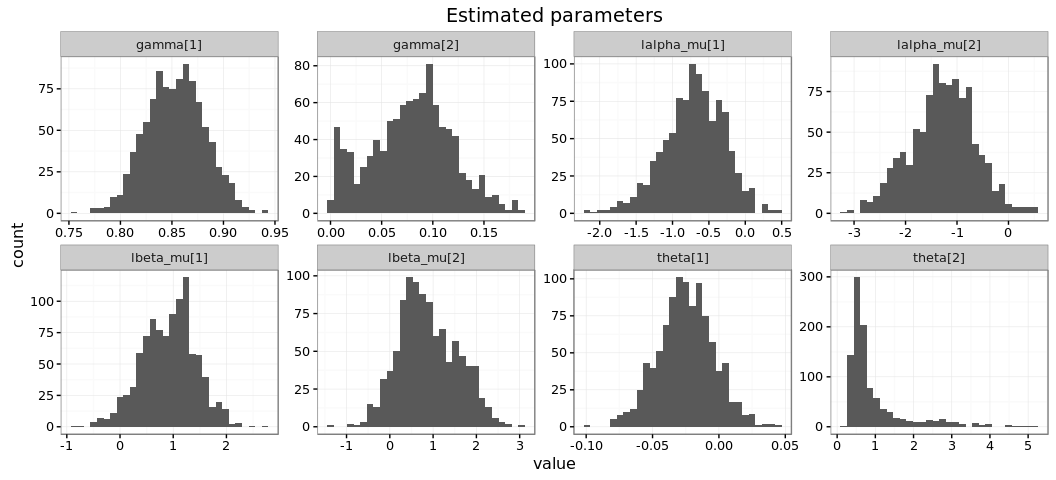 Estimated parameters
gamma[1] gamma[2] lalpha_mu[1] lalpha_mu[2]
75 80 100 75
60 75
50 40 50 50
25 20 25 25
0 0 0 0
0.75 0.80 0.85 0.90 0.95 0.00 0.05 0.10 0.15 -2.0 -1.5 -1.0 -0.5 0.0 0.5 -3 -2 -1 0
count
lbeta_mu[1] lbeta_mu[2] theta[1] theta[2]
100 100 100 300
75 75 75 200
50 50 50
25 25 25 100
0 0 0 0
-1 0 1 2 -1 0 1 2 3 -0.10 -0.05 0.00 0.05 0 1 2 3 4 5
value